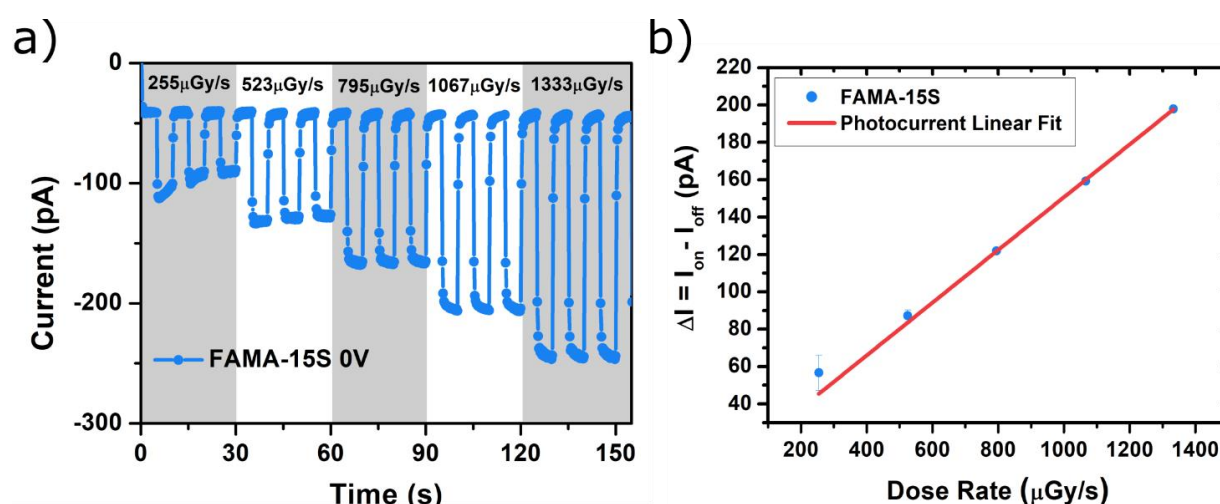 a)
255μGy/s 523μGy/s 795μGy/s 1067μGy/s 1333μGy/s
0
-100
-200
-300
Current (pA)
FAMA-15S 0V
0 30 60 90 120 150
Time (s)
b)
220
200
180
160
140
120
100
80
60
40
ΔI = Ion - Ioff (pA)
FAMA-15S
Photocurrent Linear Fit
200 400 600 800 1000 1200 1400
Dose Rate (μGy/s)